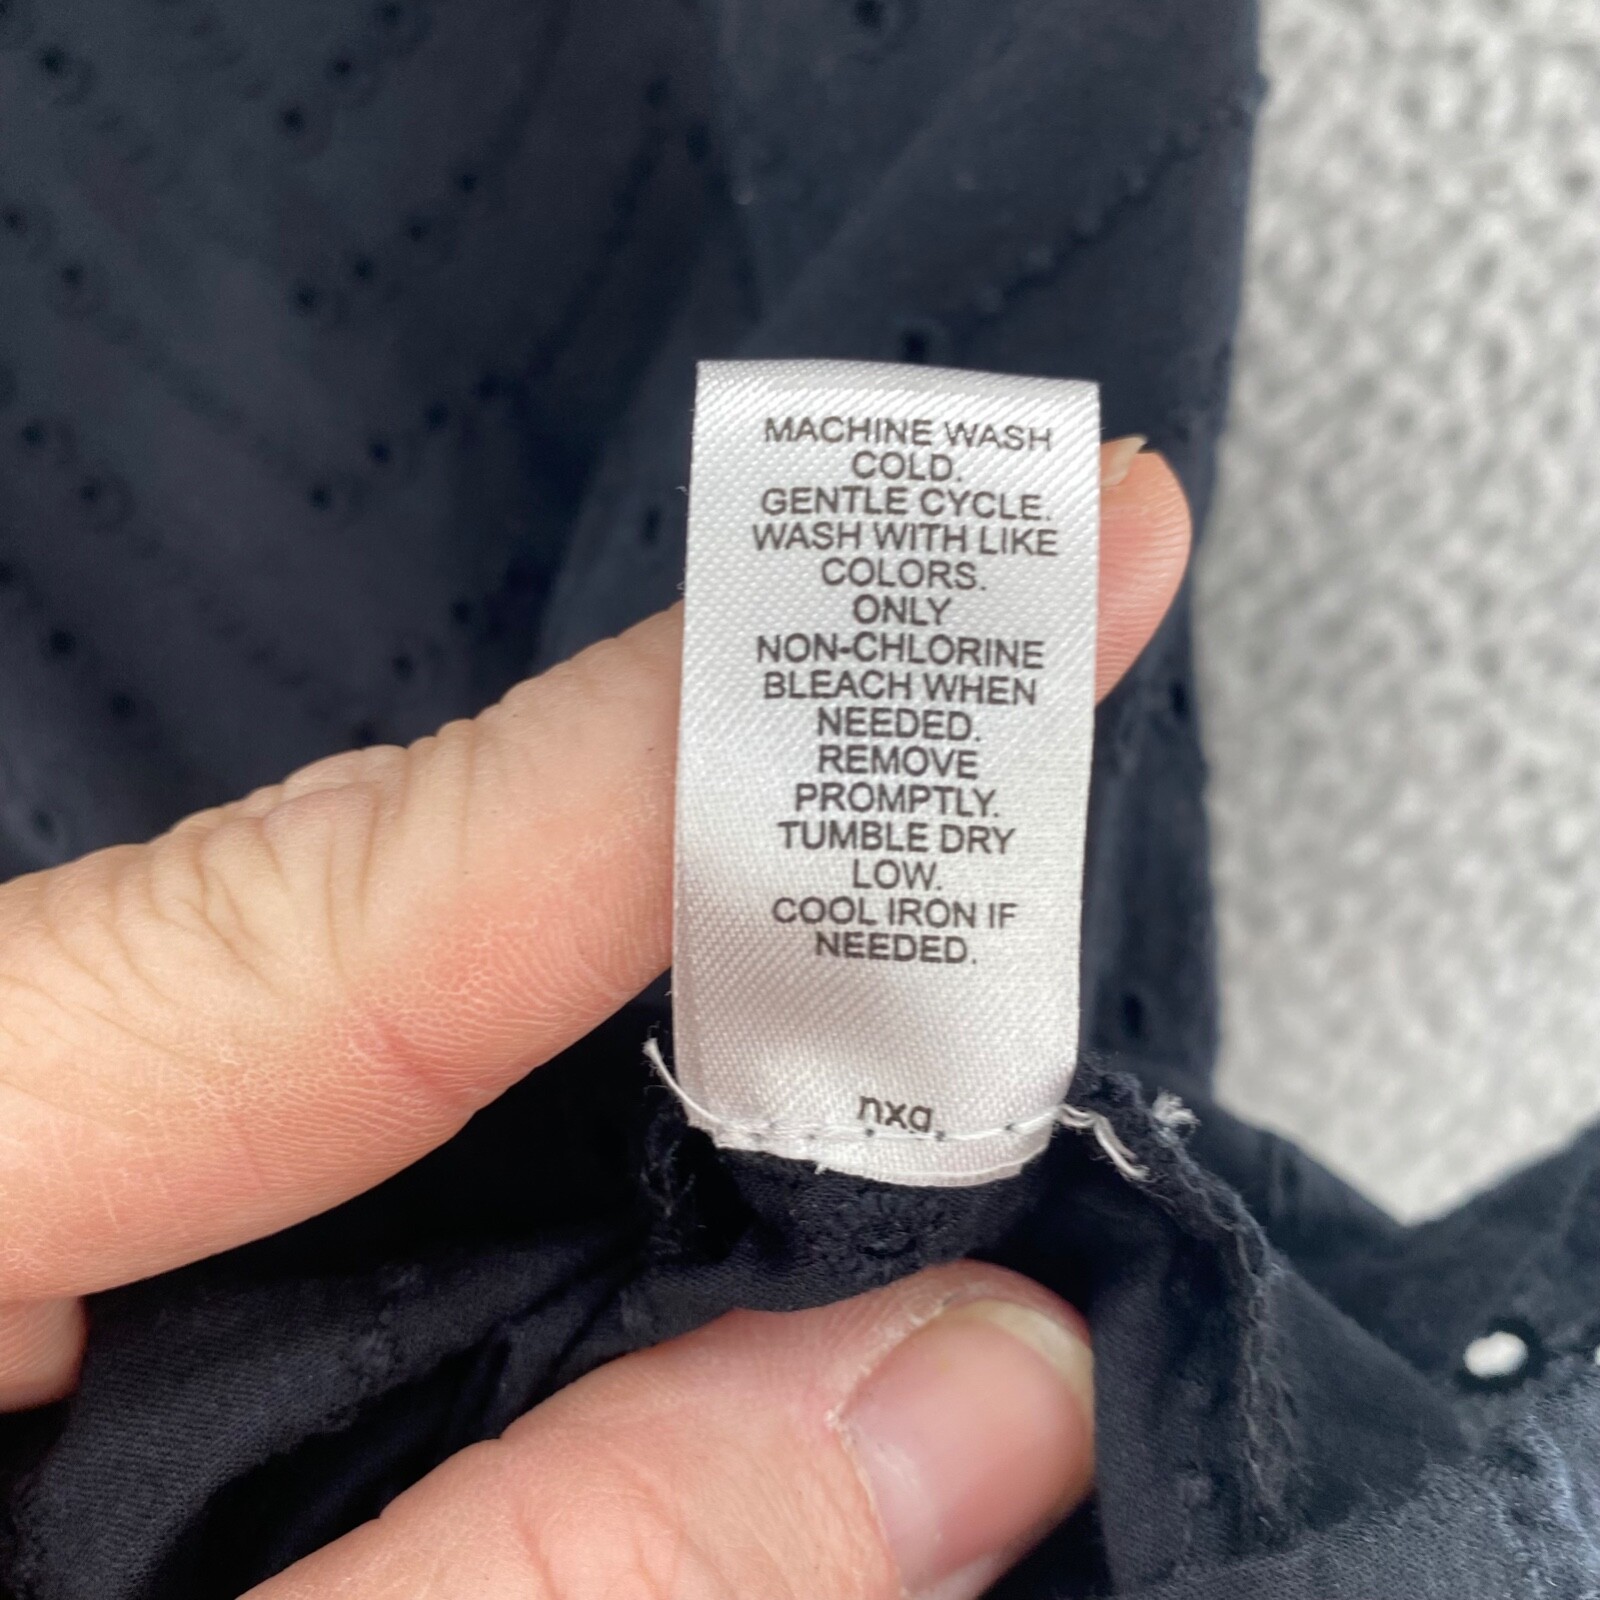 MACHINE WASH
COLD.
GENTLE CYCLE.
WASH WITH LIKE
COLORS.
ONLY
NON-CHLORINE
BLEACH WHEN
NEEDED.
REMOVE
PROMPTLY.
TUMBLE DRY
LOW.
COOL IRON IF
NEEDED.
nxa